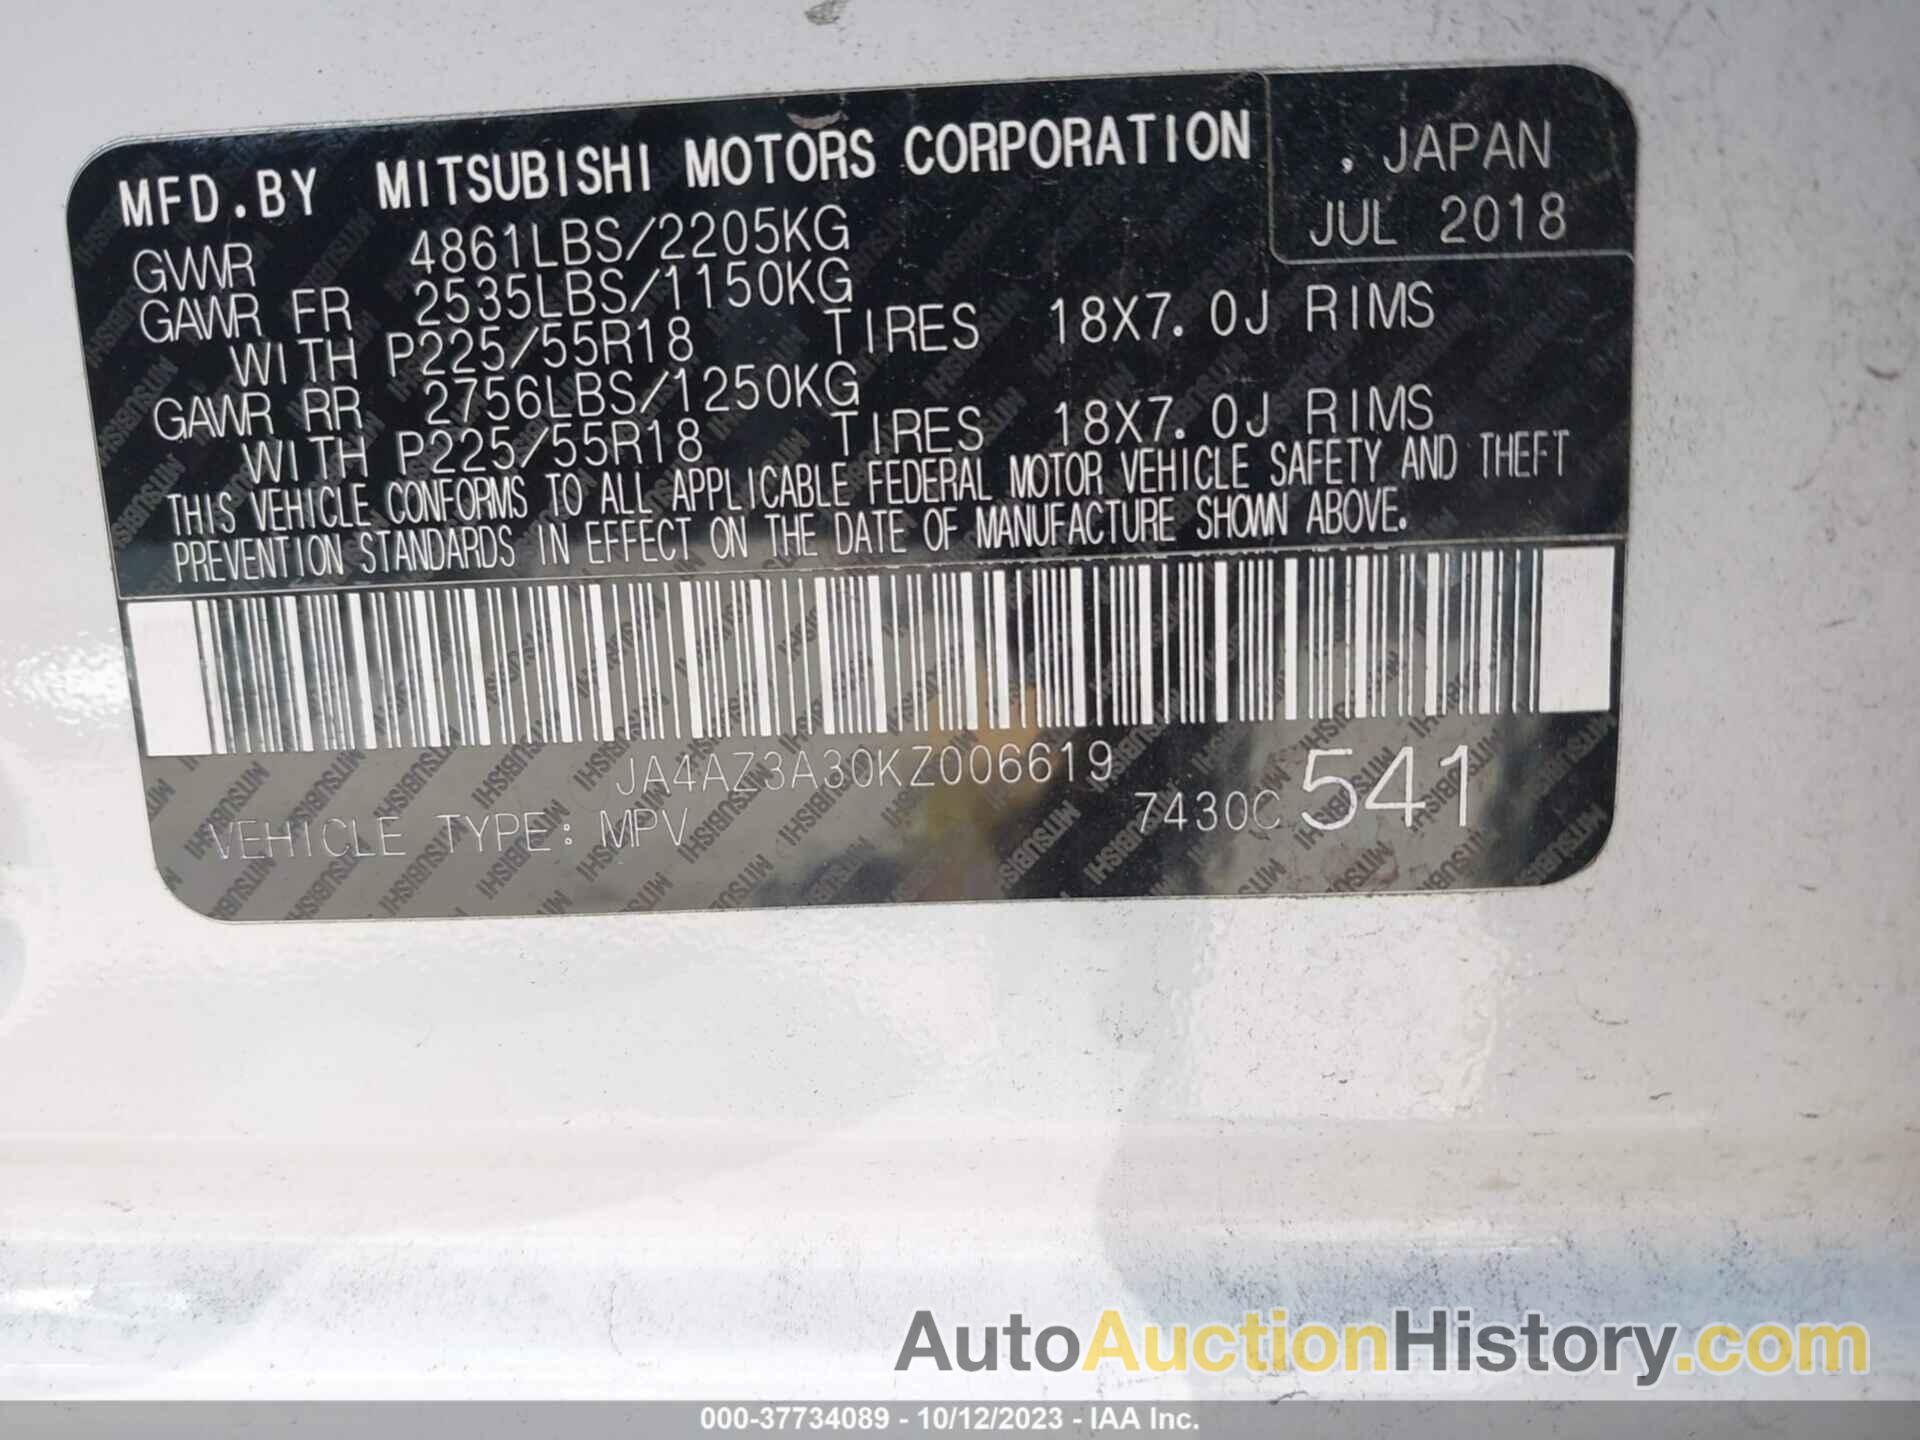 MFD.BY MITSUBISHI MOTORS CORPORATION
. JAPAN
JUL 2018
GVWR 4861LBS/2205KG
GAWR FR 2535LBS/1150KG
WITH P225/55R18 TIRES 18X7.0J RIMS
GAWR RR 2756LBS/1250KG
WITH P225/55R18 TIRES 18X7.0J RIMS
THIS VEHICLE CONFORMS TO ALL APPLICABLE FEDERAL MOTOR VEHICLE SAFETY AND THEFT
PREVENTION STANDARDS IN EFFECT ON THE DATE OF MANUFACTURE SHOWN ABOVE.
JA4AZ3A30KZ006619
VEHICLE TYPE: MPV 7430C 541
AutoAuctionHistory.com
000-37734089 - 10/12/2023 - IAA Inc.